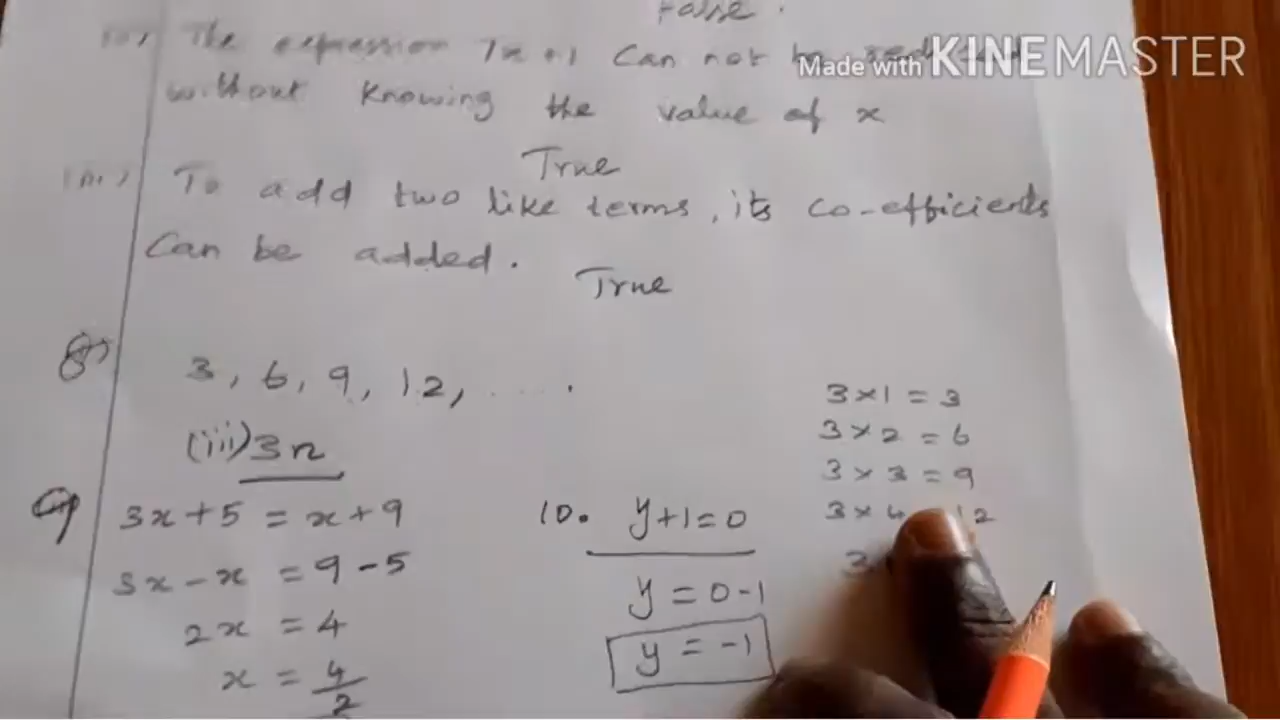 False.
The expression 7x+1 can not be
Made with KINEMASTER
without knowing the value of x
True
(iii) To add two like terms, its co-efficients
Can be added.
True
8) 3, 6, 9, 12, .....
(iii) 3n
3×1 = 3
3×2 = 6
3×3 = 9
3×4 12
3
9) 3x+5 = x+9
3x-x = 9-5
2x = 4
x = 4/2
10. y+1=0
y = 0-1
y = -1